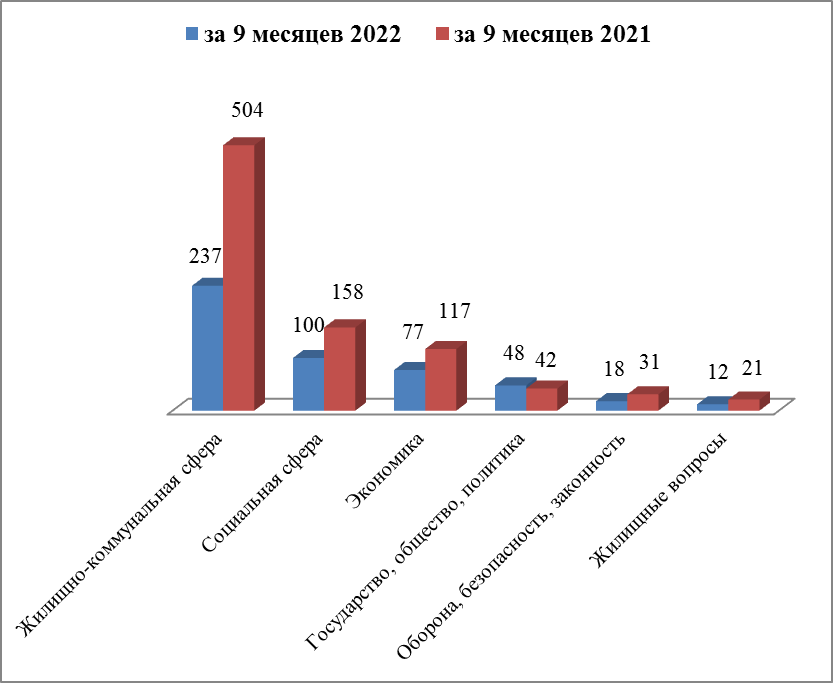 за 9 месяцев 2022 за 9 месяцев 2021
504
237
158
100
117
77
48
42
18
31
12
21
Жилищно-коммунальная сфера
Социальная сфера
Экономика
Государство, общество, политика
Оборона, безопасность, законность
Жилищные вопросы